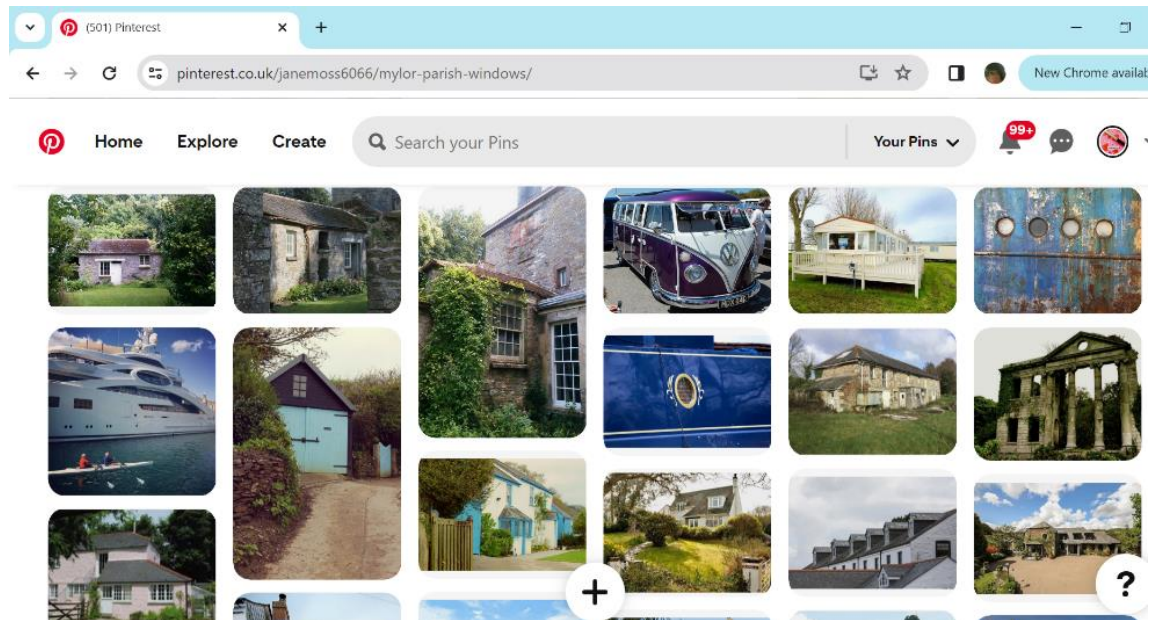 (501) Pinterest
pinterest.co.uk/janemoss6066/mylor-parish-windows/
New Chrome availab
Home Explore Create Search your Pins Your Pins 99+
?